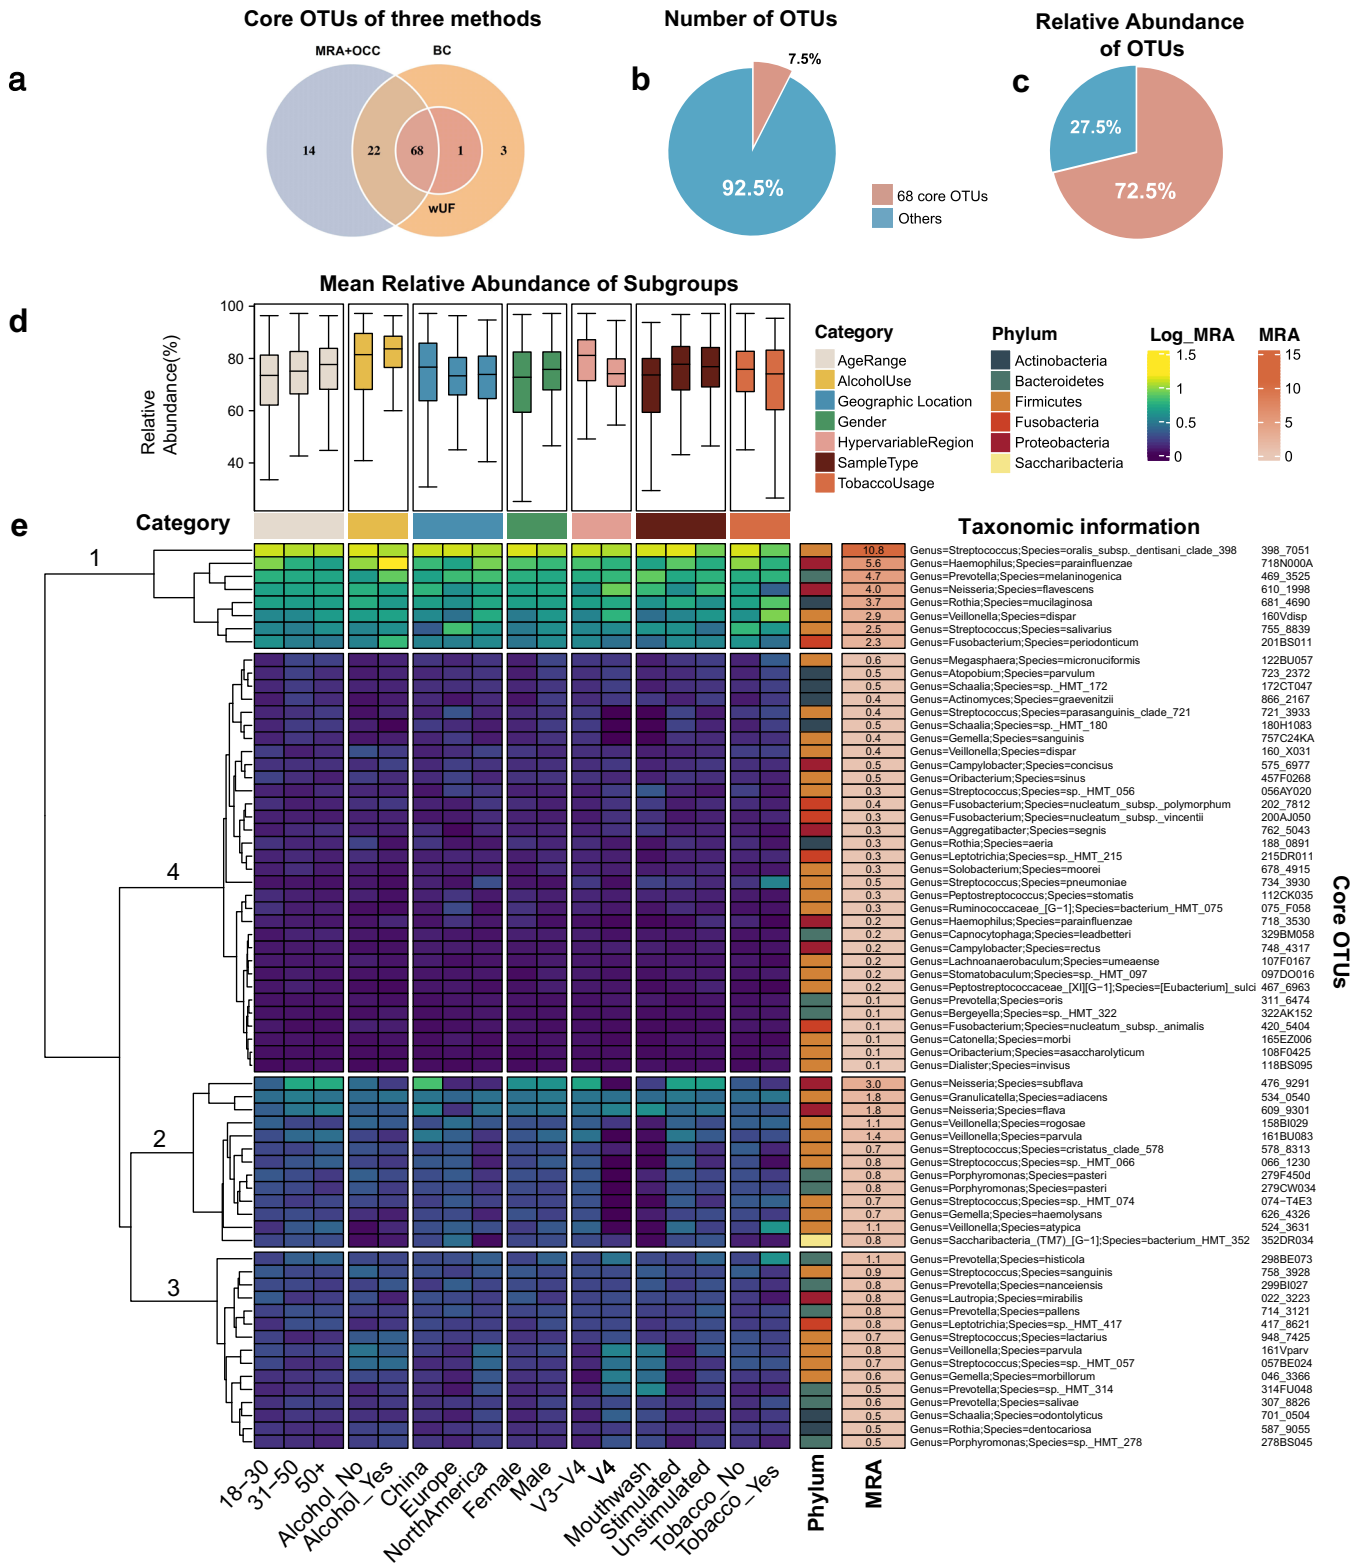 Core OTUs of three methods
a
MRA+OCC
BC
14
22
68
1
3
wUF
Number of OTUs
b
7.5%
92.5%
68 core OTUs
Others
Relative Abundance
of OTUs
c
27.5%
72.5%
Mean Relative Abundance of Subgroups
d
Relative
Abundance(%)
100
80
60
40
Category
AgeRange
AlcoholUse
Geographic Location
Gender
HypervariableRegion
SampleType
TobaccoUsage
Phylum
Actinobacteria
Bacteroidetes
Firmicutes
Fusobacteria
Proteobacteria
Saccharibacteria
Log_MRA
1.5
1
0.5
0
MRA
15
10
5
0
e
Category
Taxonomic information
1
4
2
3
10.8 Genus=Streptococcus;Species=oralis_subsp._dentisani_clade_398 398_7051
5.6 Genus=Haemophilus;Species=parainfluenzae 718N000A
4.7 Genus=Prevotella;Species=melaninogenica 469_3525
4.0 Genus=Neisseria;Species=flavescens 610_1998
3.7 Genus=Rothia;Species=mucilaginosa 681_4690
2.9 Genus=Veillonella;Species=dispar 160Vdisp
2.5 Genus=Streptococcus;Species=salivarius 755_8839
2.3 Genus=Fusobacterium;Species=periodonticum 201BS011
0.6 Genus=Megasphaera;Species=micronuciformis 122BU057
0.5 Genus=Atopobium;Species=parvulum 723_2372
0.5 Genus=Schaalia;Species=sp._HMT_172 172CT047
0.4 Genus=Actinomyces;Species=graevenitzii 866_2167
0.4 Genus=Streptococcus;Species=parasanguinis_clade_721 721_3933
0.5 Genus=Schaalia;Species=sp._HMT_180 180H1083
0.4 Genus=Gemella;Species=sanguinis 757C24KA
0.4 Genus=Veillonella;Species=dispar 160_X031
0.5 Genus=Campylobacter;Species=concisus 575_6977
0.5 Genus=Oribacterium;Species=sinus 457F0268
0.3 Genus=Streptococcus;Species=sp._HMT_056 056AY020
0.4 Genus=Fusobacterium;Species=nucleatum_subsp._polymorphum 202_7812
0.3 Genus=Fusobacterium;Species=nucleatum_subsp._vincentii 200AJ050
0.3 Genus=Aggregatibacter;Species=segnis 762_5043
0.3 Genus=Rothia;Species=aeria 188_0891
0.3 Genus=Leptotrichia;Species=sp._HMT_215 215DR011
0.3 Genus=Solobacterium;Species=moorei 678_4915
0.5 Genus=Streptococcus;Species=pneumoniae 734_3930
0.3 Genus=Peptostreptococcus;Species=stomatis 112CK035
0.3 Genus=Ruminococcaceae_[G−1];Species=bacterium_HMT_075 075_F058
0.2 Genus=Haemophilus;Species=parainfluenzae 718_3530
0.2 Genus=Capnocytophaga;Species=leadbetteri 329BM058
0.2 Genus=Campylobacter;Species=rectus 748_4317
0.2 Genus=Lachnoanaerobaculum;Species=umeaense 107F0167
0.2 Genus=Stomatobaculum;Species=sp._HMT_097 097DO016
0.2 Genus=Peptostreptococcaceae_[XI][G−1];Species=[Eubacterium]_sulci 467_6963
0.1 Genus=Prevotella;Species=oris 311_6474
0.1 Genus=Bergeyella;Species=sp._HMT_322 322AK152
0.1 Genus=Fusobacterium;Species=nucleatum_subsp._animalis 420_5404
0.1 Genus=Catonella;Species=morbi 165EZ006
0.1 Genus=Oribacterium;Species=asaccharolyticum 108F0425
0.1 Genus=Dialister;Species=invisus 118BS095
3.0 Genus=Neisseria;Species=subflava 476_9291
1.8 Genus=Granulicatella;Species=adiacens 534_0540
1.8 Genus=Neisseria;Species=flava 609_9301
1.1 Genus=Veillonella;Species=rogosae 158BI029
1.4 Genus=Veillonella;Species=parvula 161BU083
0.7 Genus=Streptococcus;Species=cristatus_clade_578 578_8313
0.8 Genus=Streptococcus;Species=sp._HMT_066 066_1230
0.8 Genus=Porphyromonas;Species=pasteri 279F450d
0.8 Genus=Porphyromonas;Species=pasteri 279CW034
0.7 Genus=Streptococcus;Species=sp._HMT_074 074−T4E3
0.7 Genus=Gemella;Species=haemolysans 626_4326
1.1 Genus=Veillonella;Species=atypica 524_3631
0.8 Genus=Saccharibacteria_(TM7)_[G−1];Species=bacterium_HMT_352 352DR034
1.1 Genus=Prevotella;Species=histicola 298BE073
0.9 Genus=Streptococcus;Species=sanguinis 758_3928
0.8 Genus=Prevotella;Species=nanceiensis 299BI027
0.8 Genus=Lautropia;Species=mirabilis 022_3223
0.8 Genus=Prevotella;Species=pallens 714_3121
0.8 Genus=Leptotrichia;Species=sp._HMT_417 417_8621
0.7 Genus=Streptococcus;Species=lactarius 948_7425
0.8 Genus=Veillonella;Species=parvula 161Vparv
0.7 Genus=Streptococcus;Species=sp._HMT_057 057BE024
0.6 Genus=Gemella;Species=morbillorum 046_3366
0.5 Genus=Prevotella;Species=sp._HMT_314 314FU048
0.6 Genus=Prevotella;Species=salivae 307_8826
0.5 Genus=Schaalia;Species=odontolyticus 701_0504
0.5 Genus=Rothia;Species=dentocariosa 587_9055
0.5 Genus=Porphyromonas;Species=sp._HMT_278 278BS045
Core OTUs
18−30
31−50
50+
Alcohol_No
Alcohol_Yes
China
Europe
NorthAmerica
Female
Male
V3−V4
V4
Mouthwash
Stimulated
Unstimulated
Tobacco_No
Tobacco_Yes
Phylum
MRA